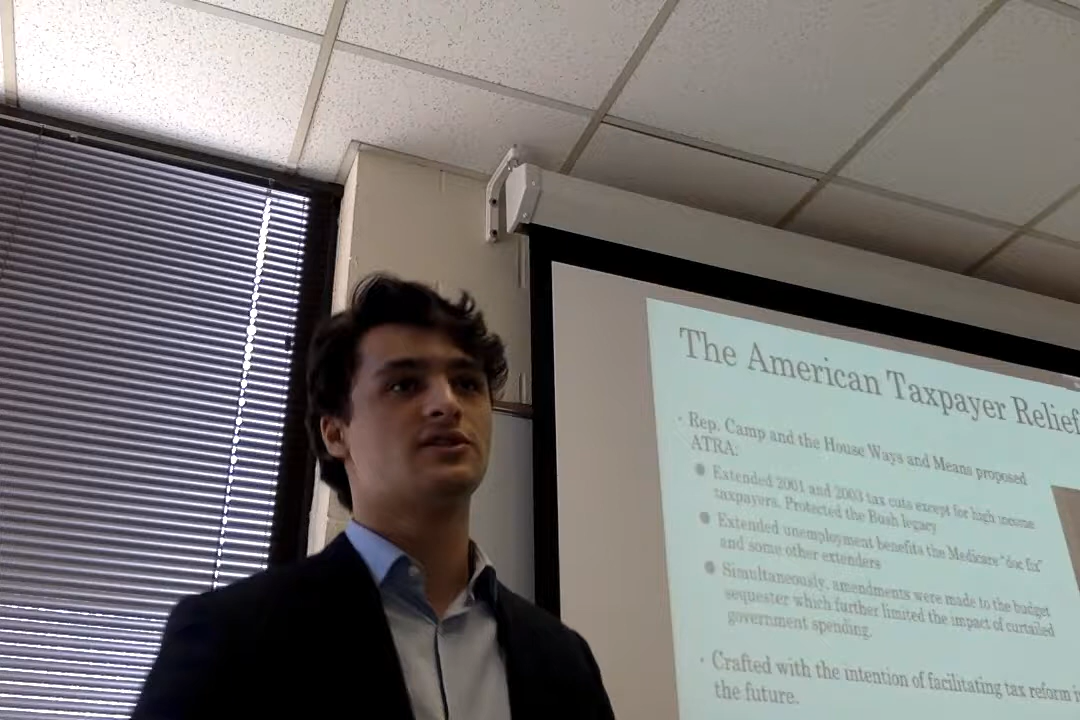 The American Taxpayer Relief
· Rep. Camp and the House Ways and Means proposed
ATRA:
● Extended 2001 and 2003 tax cuts except for high income
taxpayers. Protected the Bush legacy
● Extended unemployment benefits the Medicare "doc fix"
and some other extenders
● Simultaneously, amendments were made to the budget
sequester which further limited the impact of curtailed
government spending.
· Crafted with the intention of facilitating tax reform
the future.